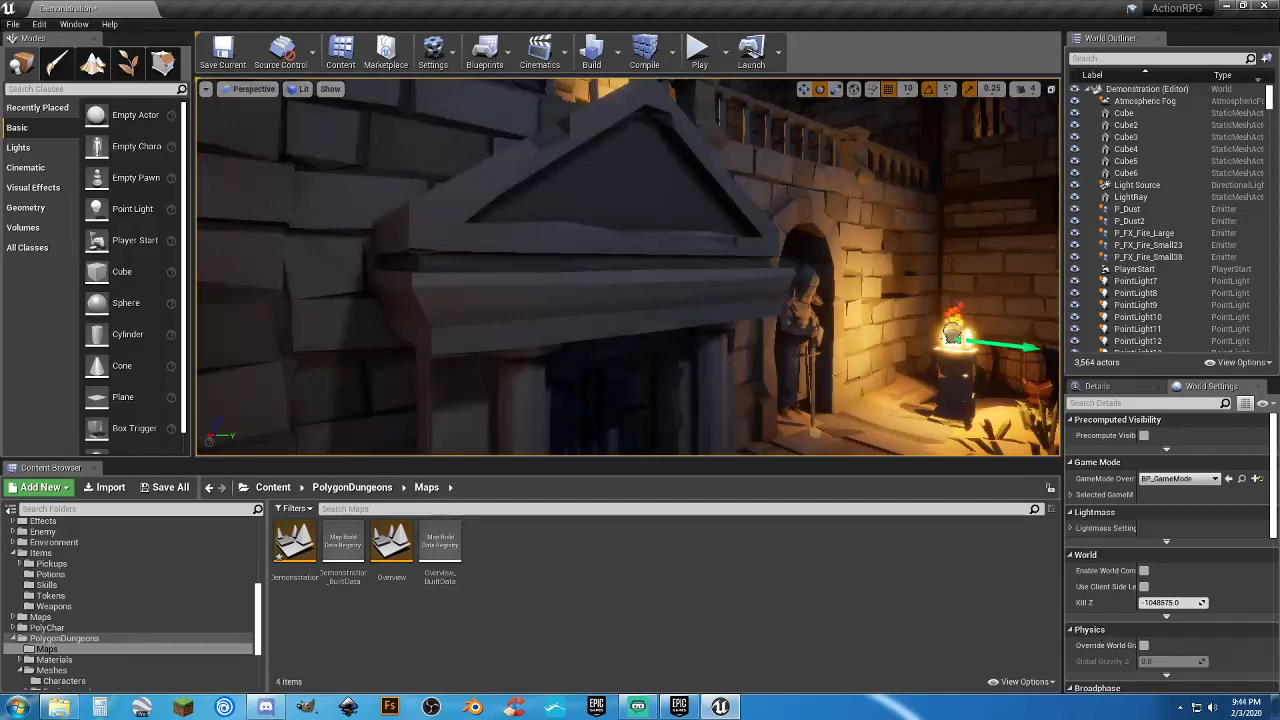 Demonstration*
ActionRPG
File Edit Window Help
Modes
World Outliner
Save Current Source Control Content Marketplace Settings Blueprints Cinematics Build Compile Play Launch
Search...
Search Classes
Perspective Lit Show 10 5° 0.25 4
Label Type
Demonstration (Editor) World
Atmospheric Fog AtmosphericFo
Cube StaticMeshAct
Cube2 StaticMeshAct
Cube3 StaticMeshAct
Cube4 StaticMeshAct
Cube5 StaticMeshAct
Cube6 StaticMeshAct
Light Source DirectionalLigh
LightRay StaticMeshAct
P_Dust Emitter
P_Dust2 Emitter
P_FX_Fire_Large Emitter
P_FX_Fire_Small23 Emitter
P_FX_Fire_Small38 Emitter
PlayerStart PlayerStart
PointLight7 PointLight
PointLight8 PointLight
PointLight9 PointLight
PointLight10 PointLight
PointLight11 PointLight
PointLight12 PointLight
3,564 actors View Options
Recently Placed
Basic
Lights
Cinematic
Visual Effects
Geometry
Volumes
All Classes
Empty Actor
Empty Chara
Empty Pawn
Point Light
Player Start
Cube
Sphere
Cylinder
Cone
Plane
Box Trigger
Y
Details World Settings
Search Details
Precomputed Visibility
Precompute Visib
Game Mode
GameMode Overr BP_GameMode
Selected GameM
Lightmass
Lightmass Setting
World
Enable World Com
Use Client Side Le
Kill Z -1048575.0
Physics
Override World Gra
Global Gravity Z 0.0
Broadphase
Content Browser
Add New Import Save All Content PolygonDungeons Maps
Search Folders
Filters Search Maps
Effects
Enemy
Environment
Items
Pickups
Potions
Skills
Tokens
Weapons
Maps
PolyChar
PolygonDungeons
Maps
Materials
Meshes
Characters
Map Build Data Registry
Map Build Data Registry
Demonstration
Demonstration_BuiltData
Overview
Overview_BuiltData
4 items View Options
Pro
Fs
EPIC GAMES
EPIC GAMES
9:44 PM
2/3/2020